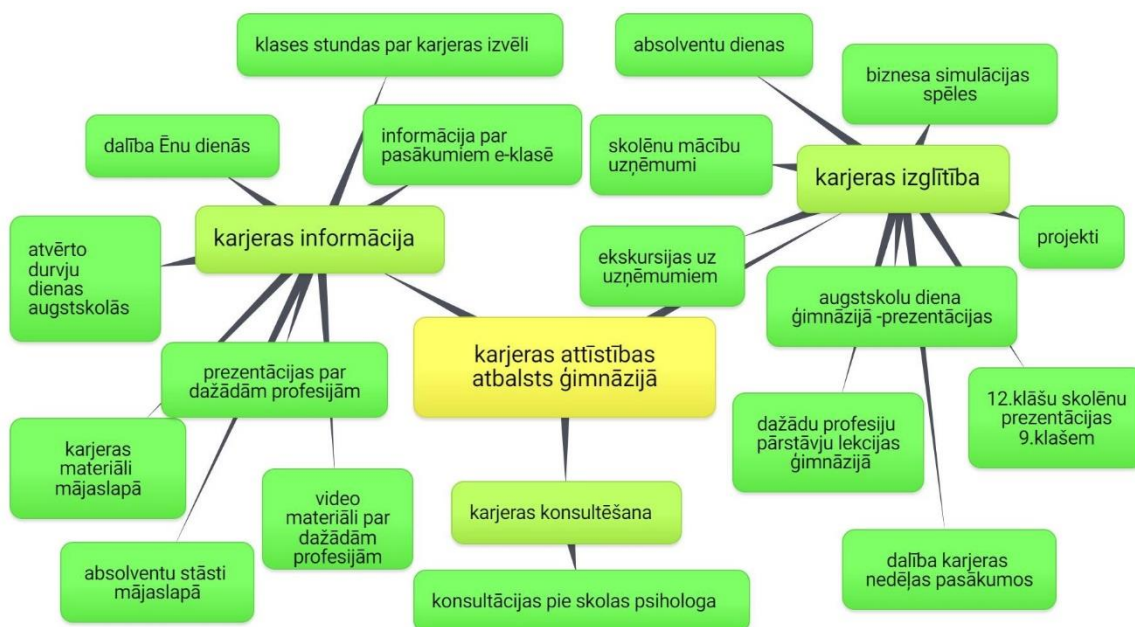 klases stundas par karjeras izvēli
absolventu dienas
biznesa simulācijas
spēles
dalība Ēnu dienās
informācija par
pasākumiem e-klasē
skolēnu mācību
uzņēmumi
karjeras izglītība
karjeras informācija
projekti
atvērto
durvju
dienas
augstskolās
ekskursijas uz
uzņēmumiem
augstskolu diena
ģimnāzijā -prezentācijas
karjeras attīstības
atbalsts ģimnāzijā
prezentācijas par
dažādām profesijām
12.klāšu skolēnu
prezentācijas
9.klašem
dažādu profesiju
pārstāvju lekcijas
ģimnāzijā
karjeras
materiāli
mājaslapā
video
materiāli par
dažādām
profesijām
karjeras konsultēšana
absolventu stāsti
mājaslapā
dalība karjeras
nedēļas pasākumos
konsultācijas pie skolas psihologa